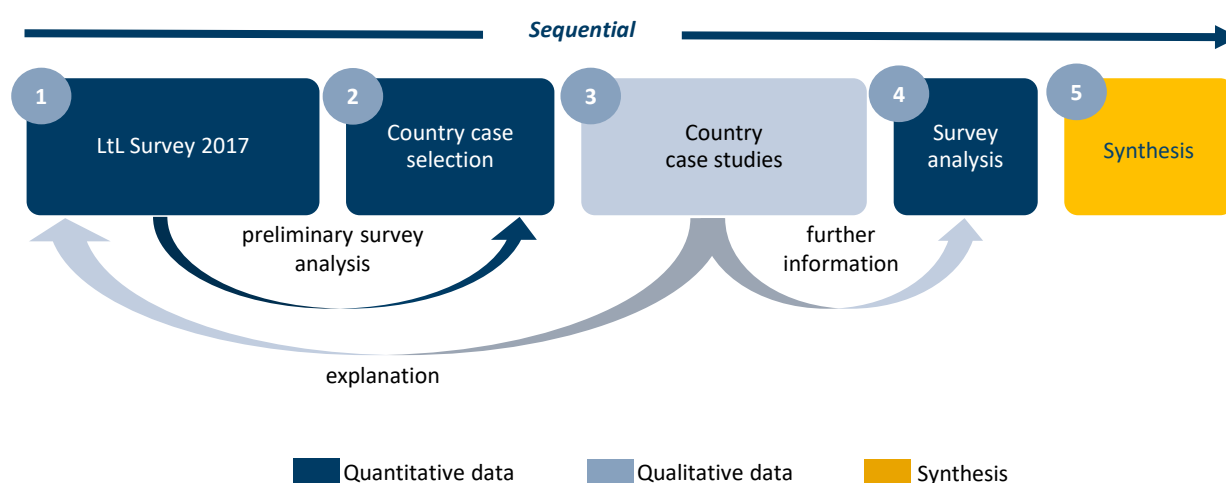 Sequential
1
LtL Survey 2017
2
Country case
selection
3
Country
case studies
4
Survey
analysis
5
Synthesis
preliminary survey
analysis
further
information
explanation
Quantitative data
Qualitative data
Synthesis